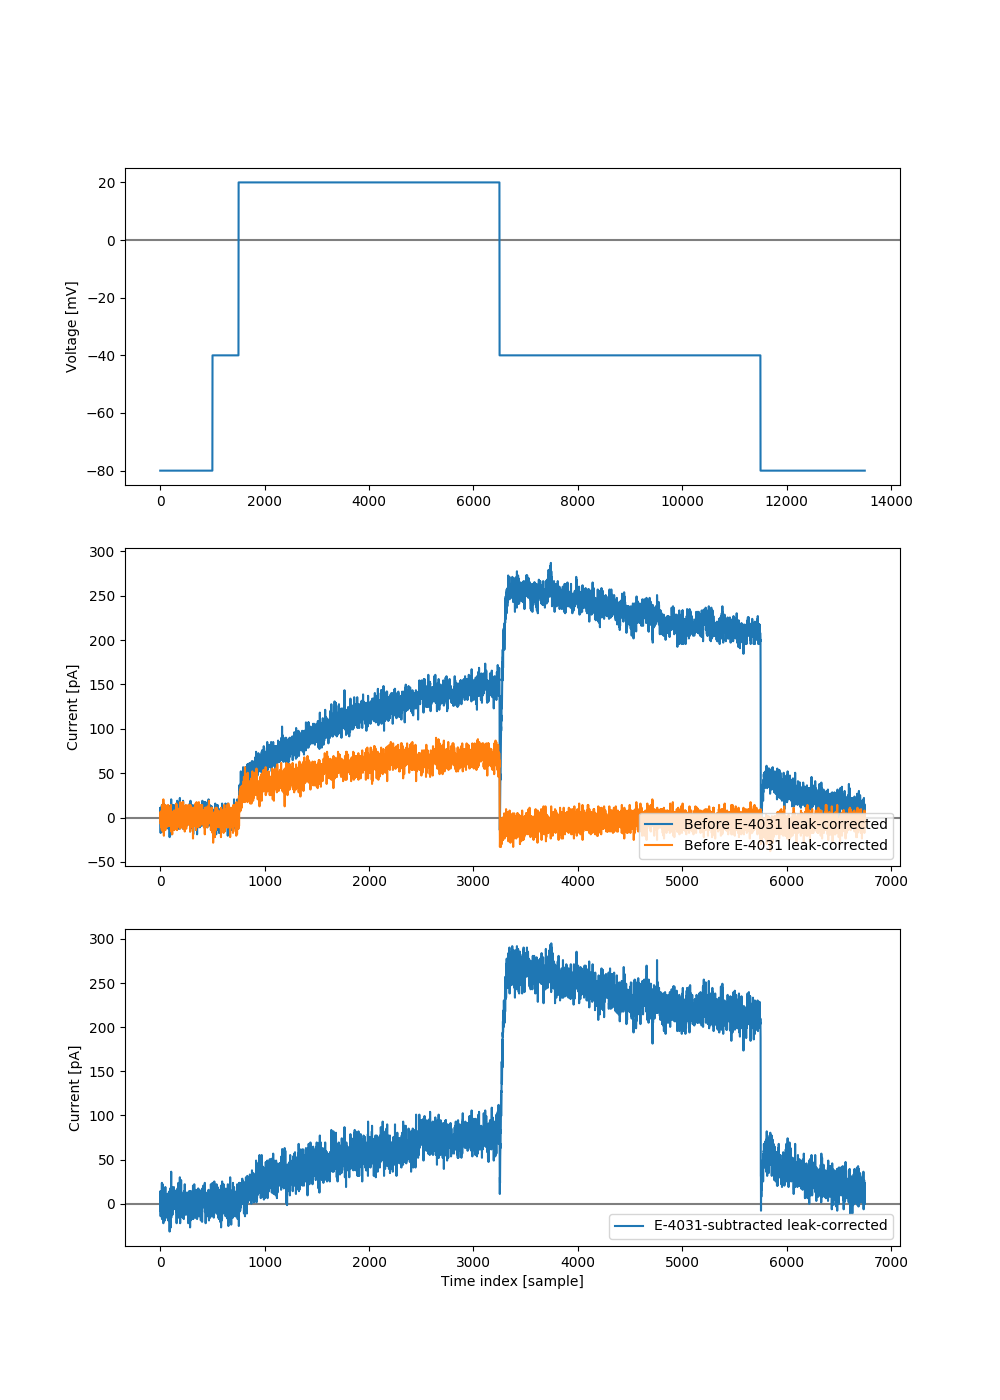 20
0
−20
−40
−60
−80
Voltage [mV]
0 2000 4000 6000 8000 10000 12000 14000
300
250
200
150
100
50
0
−50
Current [pA]
Before E-4031 leak-corrected
Before E-4031 leak-corrected
0 1000 2000 3000 4000 5000 6000 7000
300
250
200
150
100
50
0
Current [pA]
E-4031-subtracted leak-corrected
0 1000 2000 3000 4000 5000 6000 7000
Time index [sample]